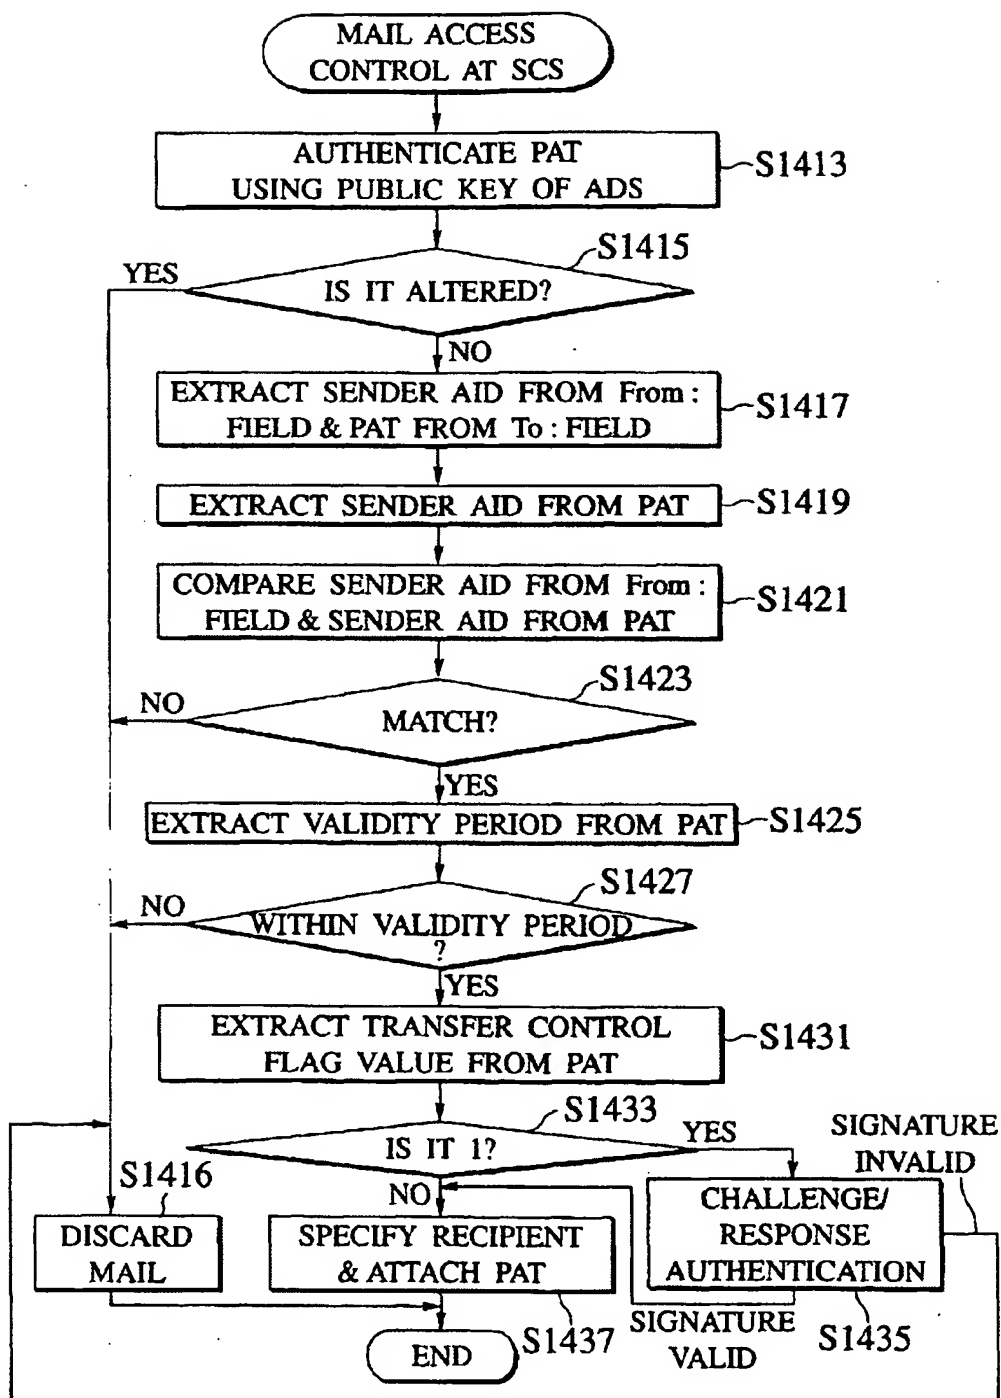 MAIL ACCESS
CONTROL AT SCS
AUTHENTICATE PAT
USING PUBLIC KEY OF ADS
S1413
S1415
YES
IS IT ALTERED?
NO
EXTRACT SENDER AID FROM From :
FIELD & PAT FROM To : FIELD
S1417
EXTRACT SENDER AID FROM PAT
S1419
COMPARE SENDER AID FROM From :
FIELD & SENDER AID FROM PAT
S1421
S1423
NO
MATCH?
YES
EXTRACT VALIDITY PERIOD FROM PAT
S1425
S1427
NO
WITHIN VALIDITY PERIOD
?
YES
EXTRACT TRANSFER CONTROL
FLAG VALUE FROM PAT
S1431
S1433
IS IT 1?
YES
SIGNATURE
INVALID
S1416
NO
DISCARD
MAIL
SPECIFY RECIPIENT
& ATTACH PAT
CHALLENGE/
RESPONSE
AUTHENTICATION
S1437
SIGNATURE
VALID
S1435
END